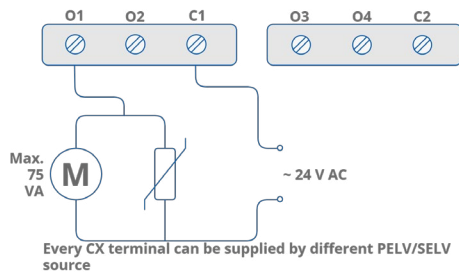 O1 O2 C1 O3 O4 C2
Max.
75
VA
M
~ 24 V AC
Every CX terminal can be supplied by different PELV/SELV
source